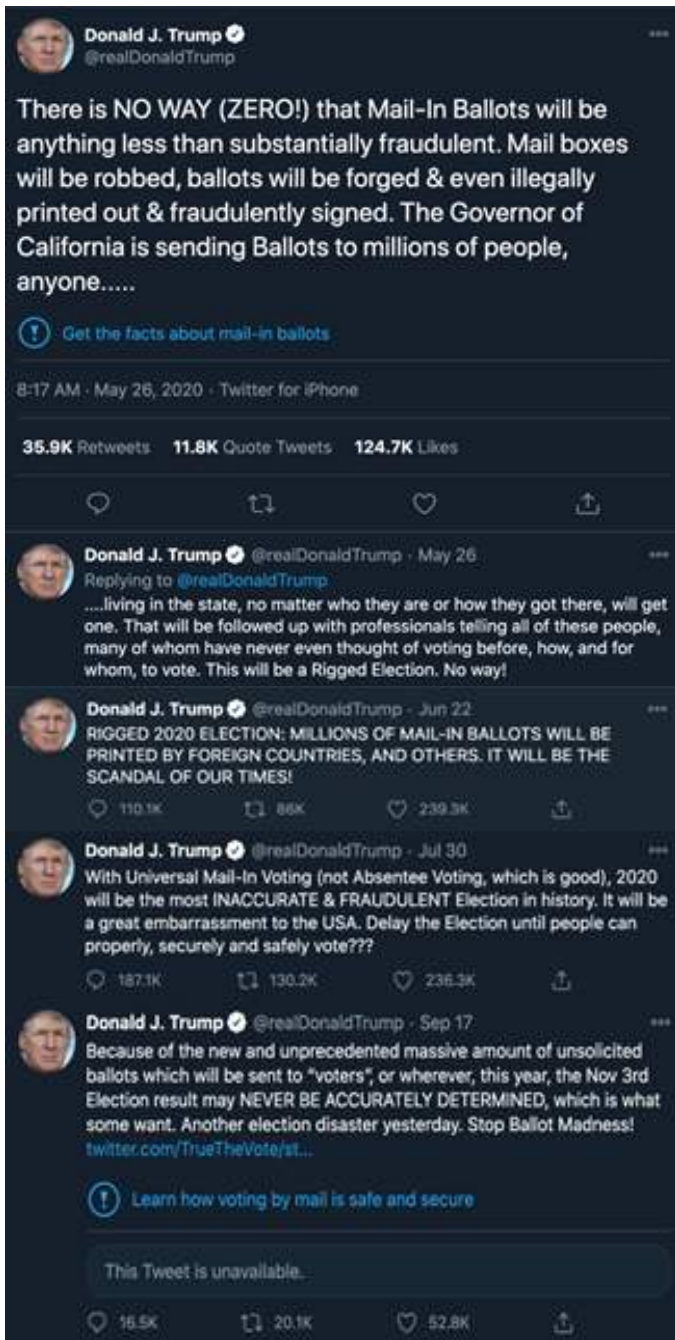 Donald J. Trump
@realDonaldTrump
There is NO WAY (ZERO!) that Mail-In Ballots will be
anything less than substantially fraudulent. Mail boxes
will be robbed, ballots will be forged & even illegally
printed out & fraudulently signed. The Governor of
California is sending Ballots to millions of people,
anyone.....
Get the facts about mail-in ballots
8:17 AM · May 26, 2020 · Twitter for iPhone
35.9K Retweets 11.8K Quote Tweets 124.7K Likes
Donald J. Trump @realDonaldTrump · May 26
Replying to @realDonaldTrump
....living in the state, no matter who they are or how they got there, will get
one. That will be followed up with professionals telling all of these people,
many of whom have never even thought of voting before, how, and for
whom, to vote. This will be a Rigged Election. No way!
Donald J. Trump @realDonaldTrump · Jun 22
RIGGED 2020 ELECTION: MILLIONS OF MAIL-IN BALLOTS WILL BE
PRINTED BY FOREIGN COUNTRIES, AND OTHERS. IT WILL BE THE
SCANDAL OF OUR TIMES!
110.1K 86K 239.3K
Donald J. Trump @realDonaldTrump · Jul 30
With Universal Mail-In Voting (not Absentee Voting, which is good), 2020
will be the most INACCURATE & FRAUDULENT Election in history. It will be
a great embarrassment to the USA. Delay the Election until people can
properly, securely and safely vote???
187.1K 130.2K 236.3K
Donald J. Trump @realDonaldTrump · Sep 17
Because of the new and unprecedented massive amount of unsolicited
ballots which will be sent to “voters”, or wherever, this year, the Nov 3rd
Election result may NEVER BE ACCURATELY DETERMINED, which is what
some want. Another election disaster yesterday. Stop Ballot Madness!
twitter.com/TrueTheVote/st...
Learn how voting by mail is safe and secure
This Tweet is unavailable.
16.5K 20.1K 52.8K